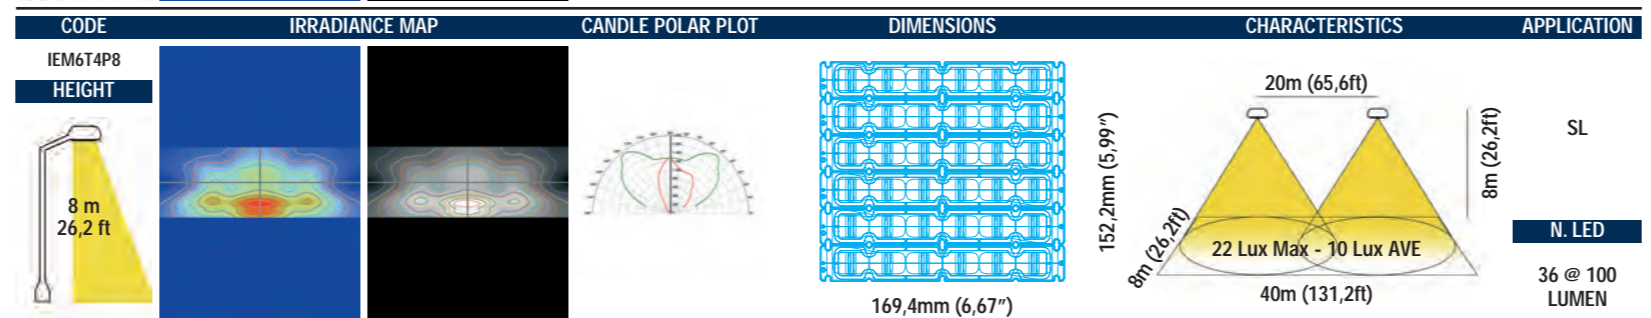 CODE
IRRADIANCE MAP
CANDLE POLAR PLOT
DIMENSIONS
CHARACTERISTICS
APPLICATION
IEM6T4P8
HEIGHT
8 m
26,2 ft
152,2mm (5,99”)
169,4mm (6,67”)
20m (65,6ft)
8m (26,2ft)
8m (26,2ft)
22 Lux Max - 10 Lux AVE
40m (131,2ft)
SL
N. LED
36 @ 100
LUMEN